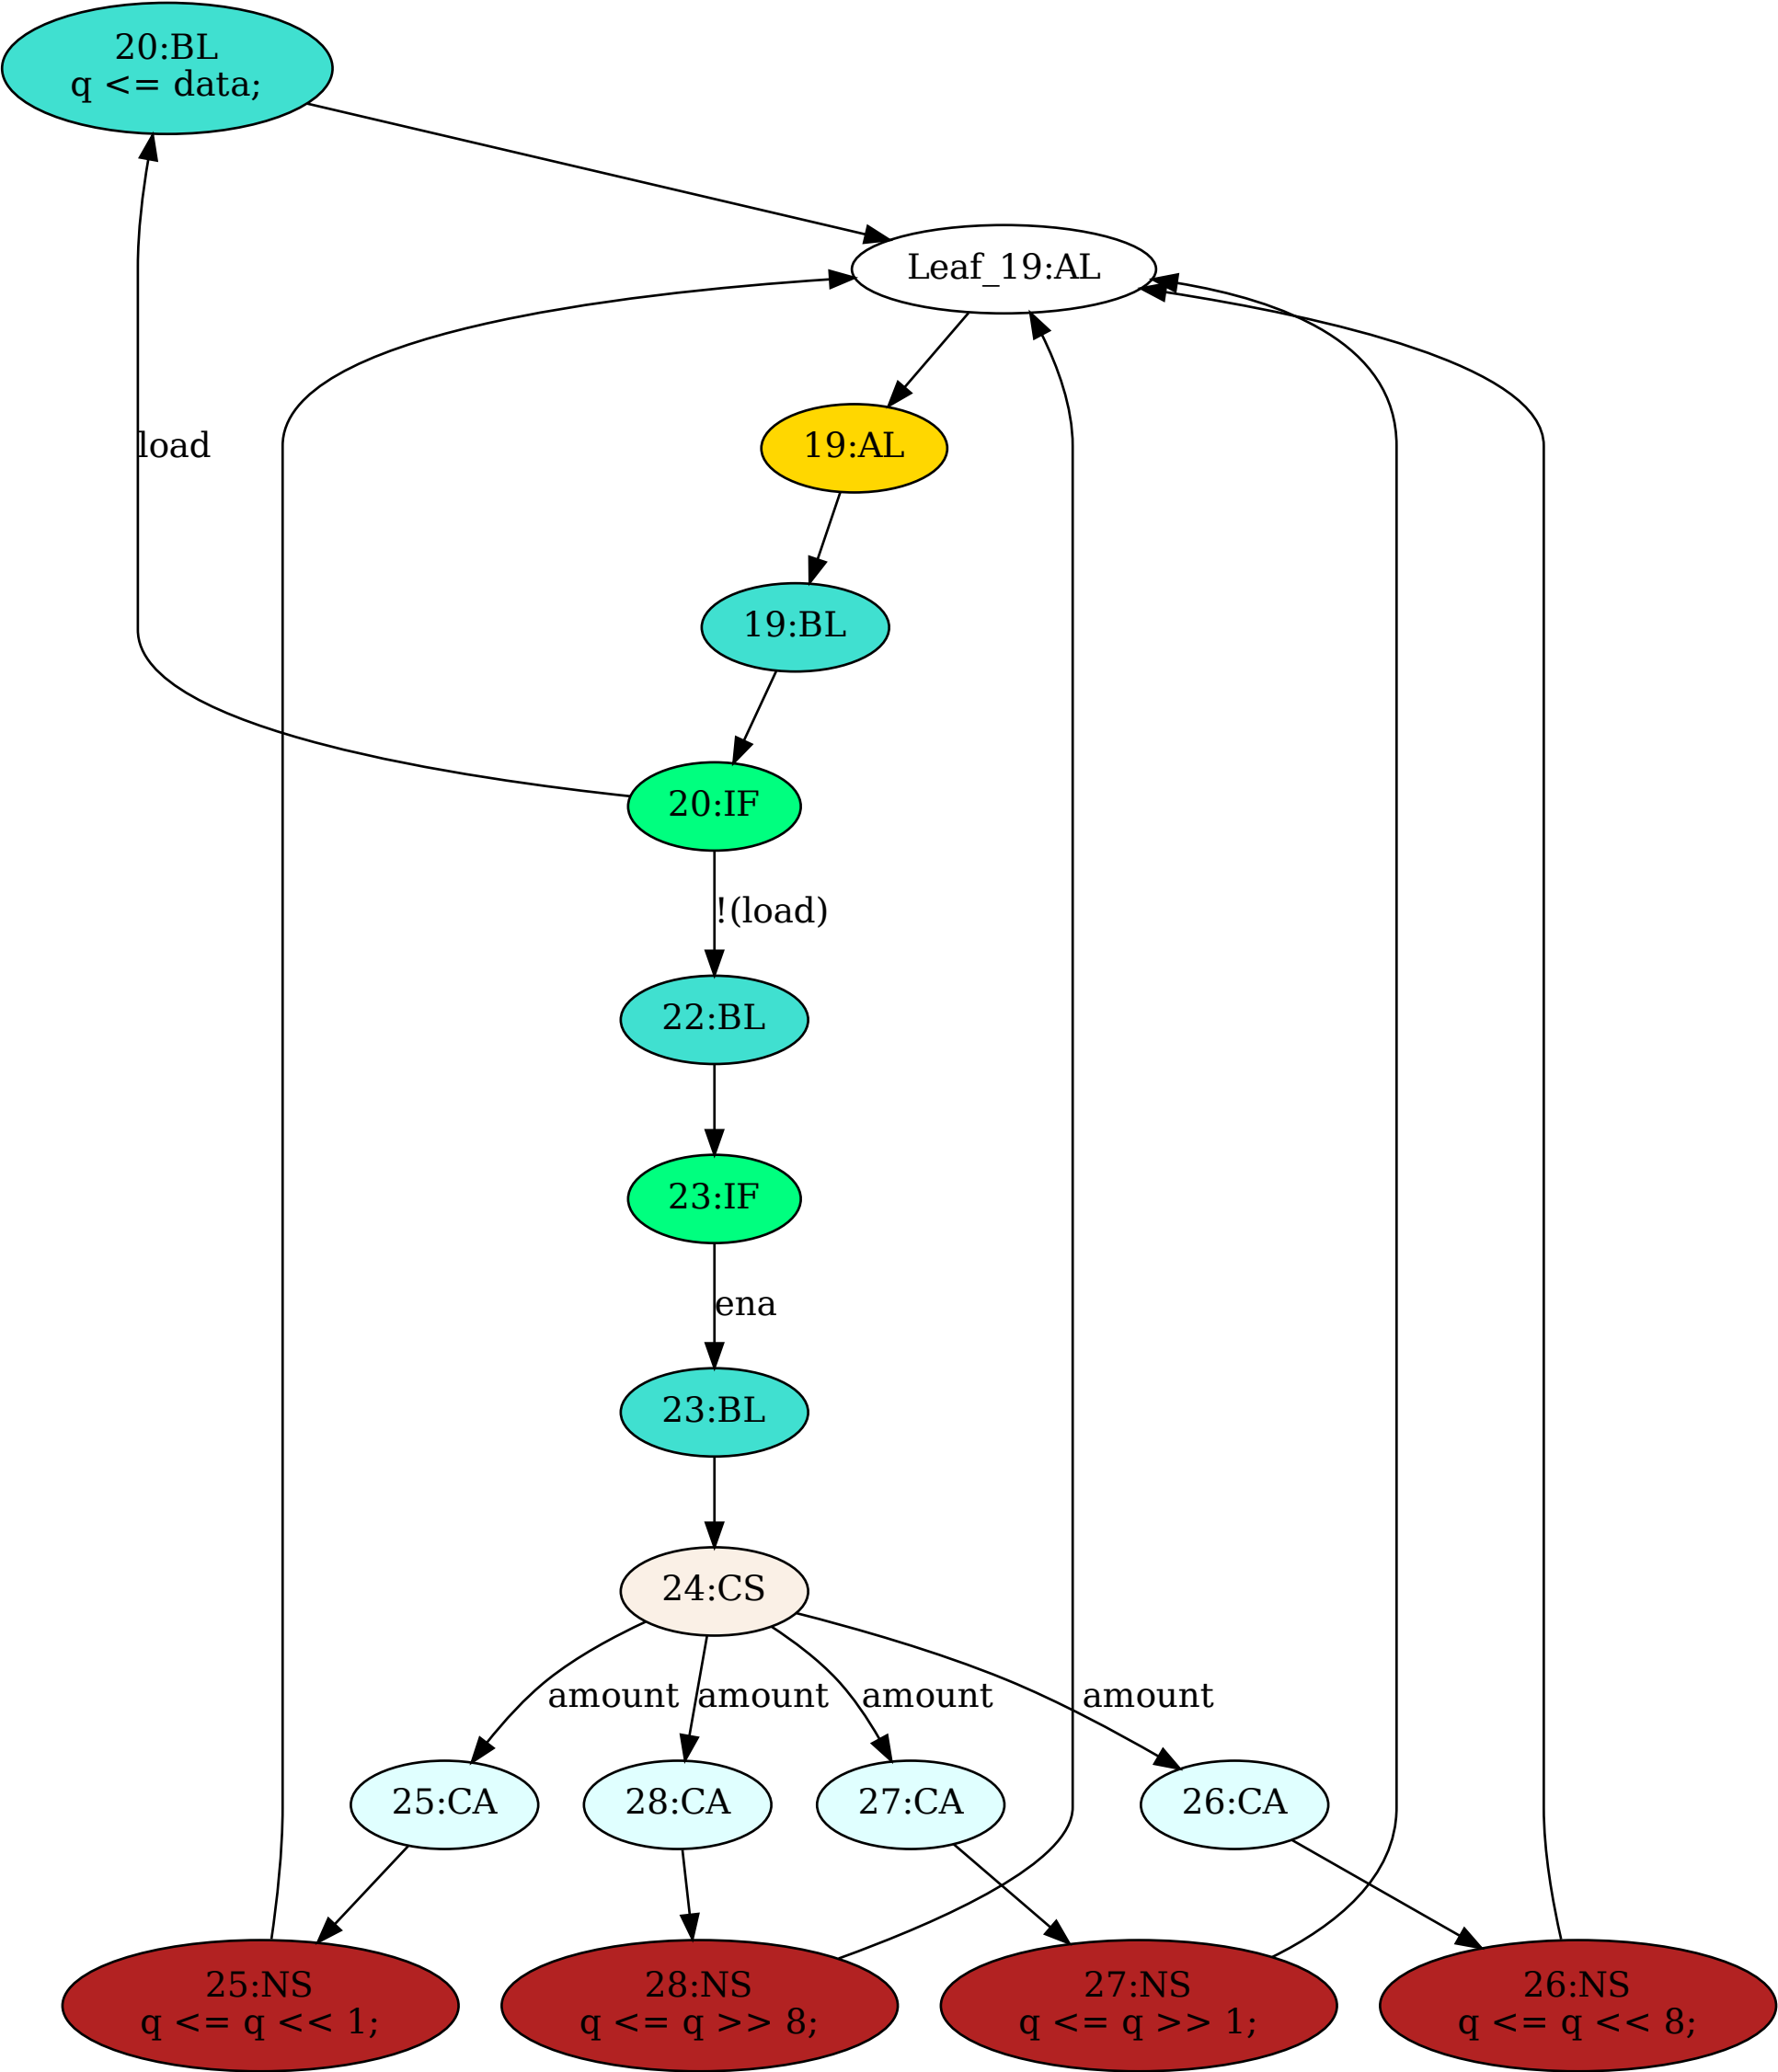 20:BL
q <= data;
Leaf_19:AL
load
19:AL
19:BL
20:IF
!(load)
22:BL
23:IF
ena
23:BL
24:CS
amount
amount
amount
amount
25:CA
28:CA
27:CA
26:CA
25:NS
q <= q << 1;
28:NS
q <= q >> 8;
27:NS
q <= q >> 1;
26:NS
q <= q << 8;